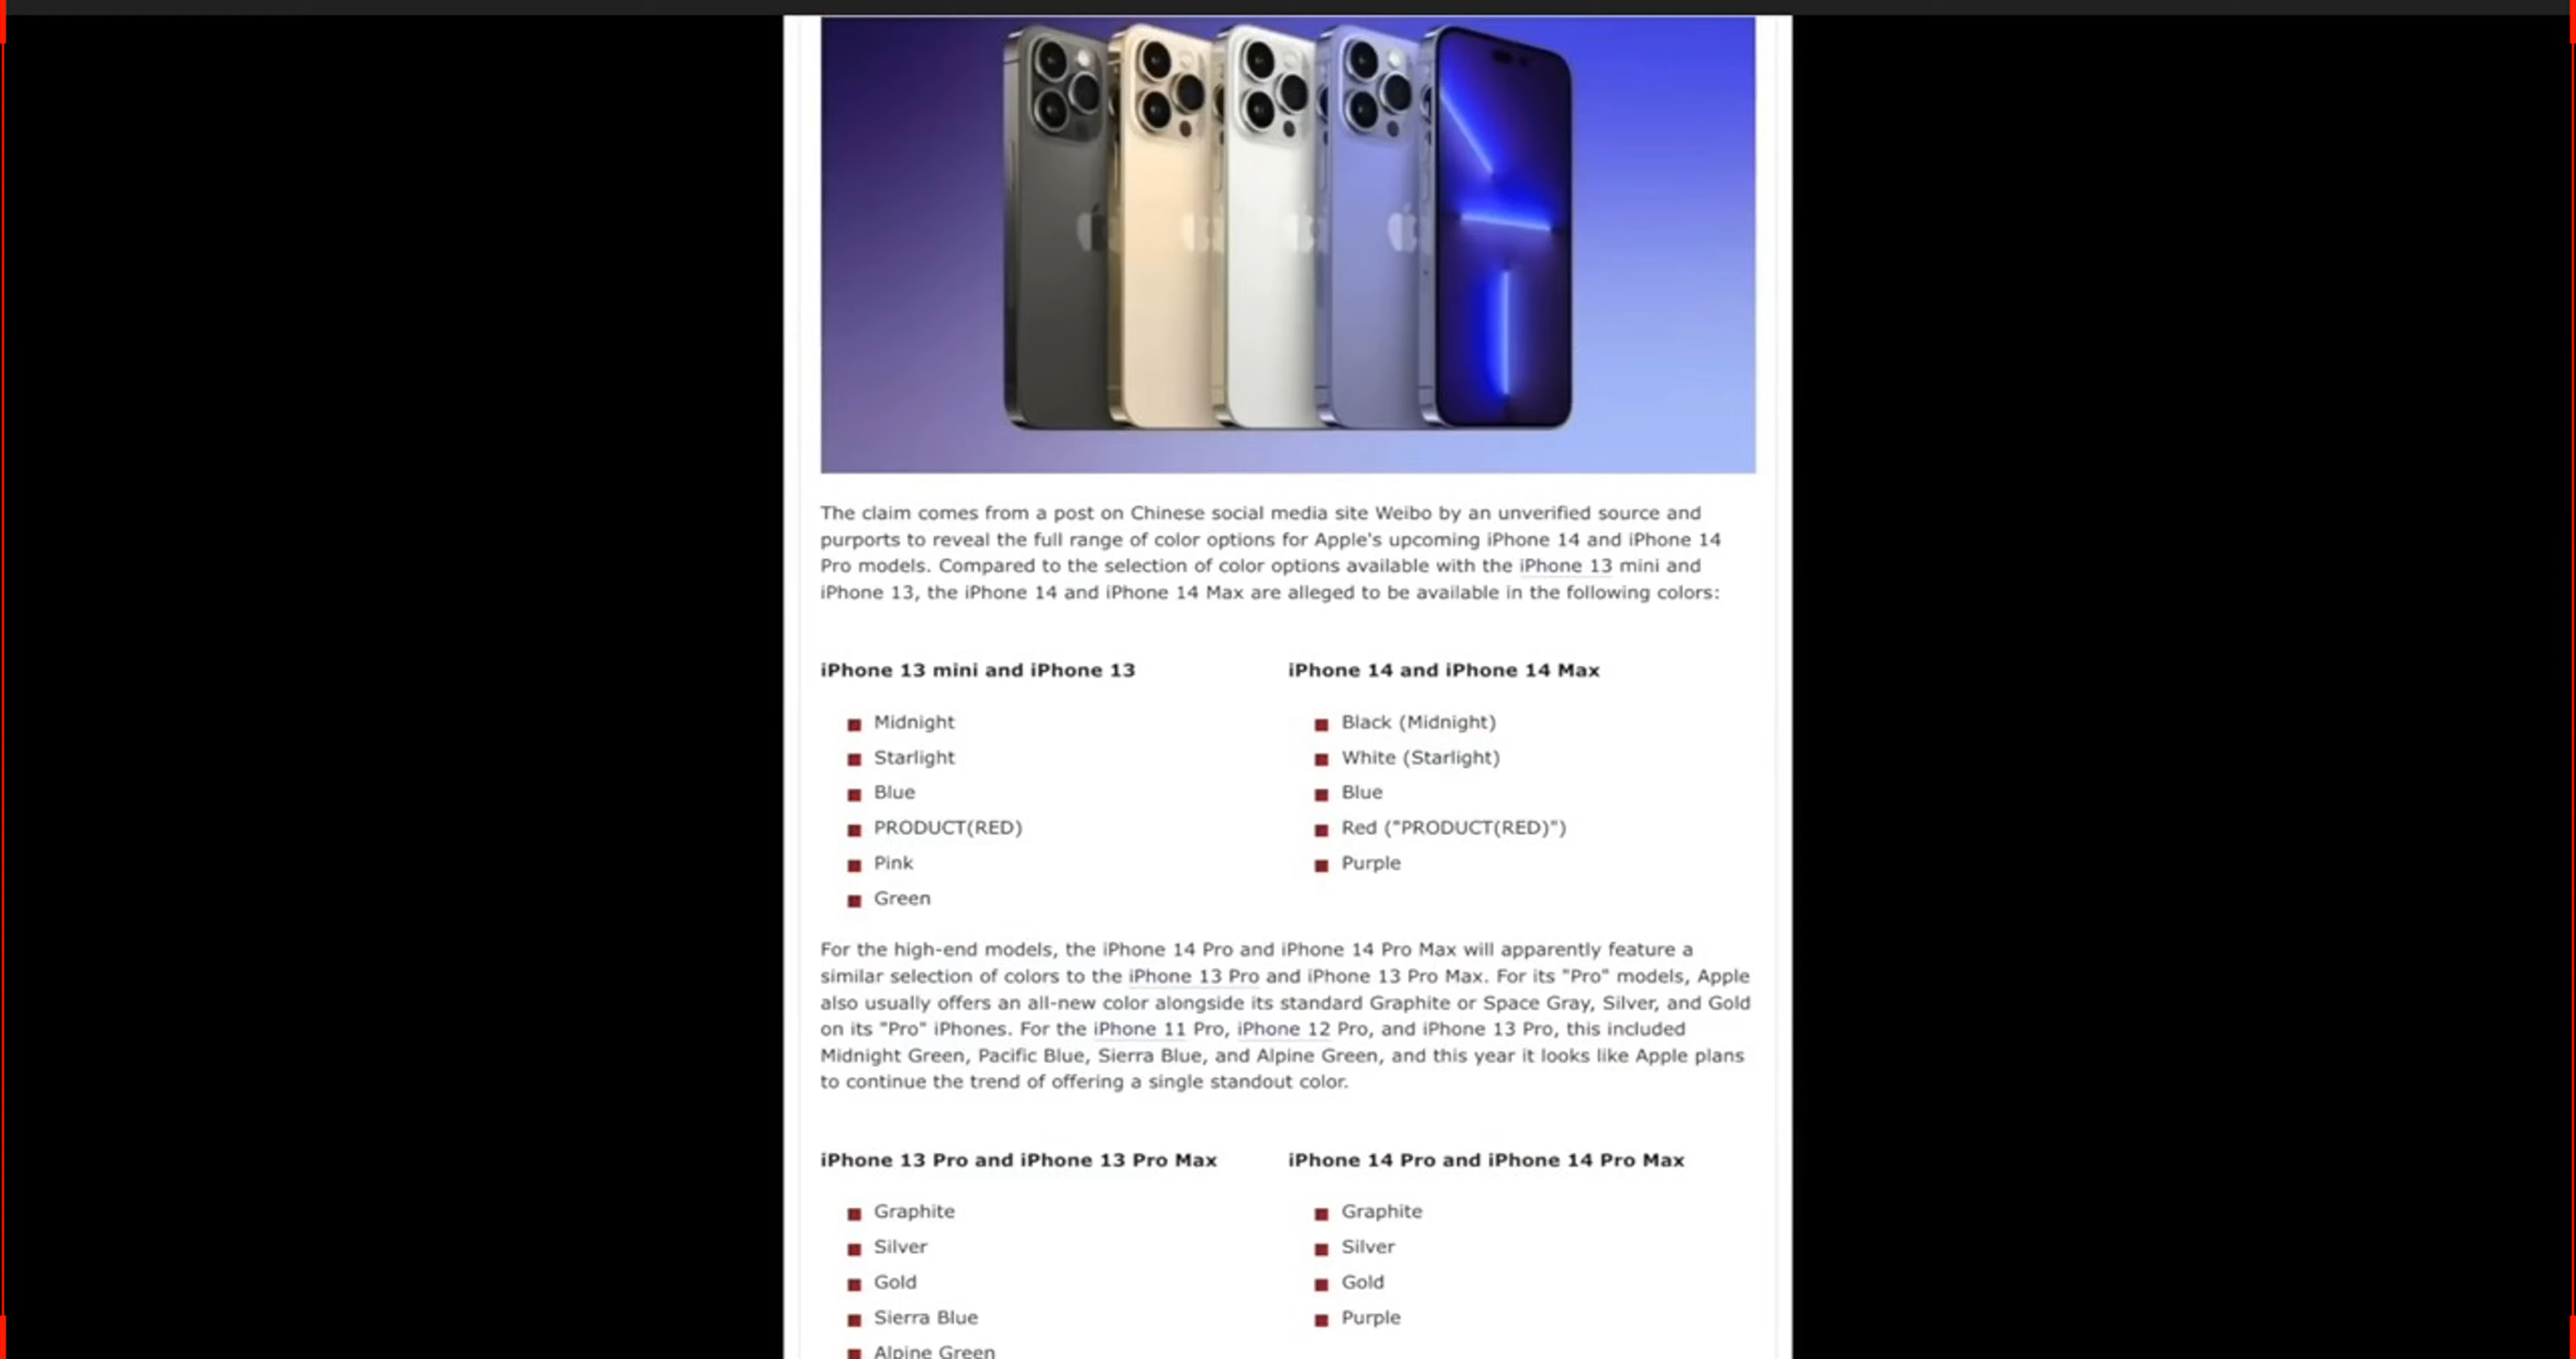 The claim comes from a post on Chinese social media site Weibo by an unverified source and
purports to reveal the full range of color options for Apple's upcoming iPhone 14 and iPhone 14
Pro models. Compared to the selection of color options available with the iPhone 13 mini and
iPhone 13, the iPhone 14 and iPhone 14 Max are alleged to be available in the following colors:
iPhone 13 mini and iPhone 13
Midnight
Starlight
Blue
PRODUCT(RED)
Pink
Green
iPhone 14 and iPhone 14 Max
Black (Midnight)
White (Starlight)
Blue
Red ("PRODUCT(RED)")
Purple
For the high-end models, the iPhone 14 Pro and iPhone 14 Pro Max will apparently feature a
similar selection of colors to the iPhone 13 Pro and iPhone 13 Pro Max. For its "Pro" models, Apple
also usually offers an all-new color alongside its standard Graphite or Space Gray, Silver, and Gold
on its "Pro" iPhones. For the iPhone 11 Pro, iPhone 12 Pro, and iPhone 13 Pro, this included
Midnight Green, Pacific Blue, Sierra Blue, and Alpine Green, and this year it looks like Apple plans
to continue the trend of offering a single standout color.
iPhone 13 Pro and iPhone 13 Pro Max
Graphite
Silver
Gold
Sierra Blue
Alpine Green
iPhone 14 Pro and iPhone 14 Pro Max
Graphite
Silver
Gold
Purple